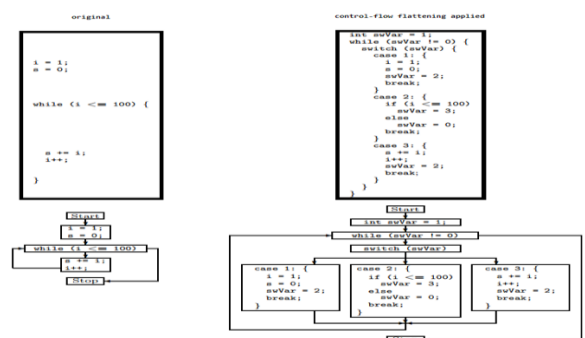 original
i = 1;
s = 0;
while (i <= 100) {
s += i;
i++;
}
Start
i = 1;
s = 0;
while (i <= 100)
s += i;
i++;
Stop
control-flow flattening applied
int swVar = 1;
while (swVar != 0) {
switch (swVar) {
case 1: {
i = 1;
s = 0;
swVar = 2;
break;
}
case 2: {
if (i <= 100)
swVar = 3;
else
swVar = 0;
break;
}
case 3: {
s += i;
i++;
swVar = 2;
break;
}
}
}
Start
int swVar = 1;
while (swVar != 0)
switch (swVar)
case 1: {
i = 1;
s = 0;
swVar = 2;
break;
}
case 2: {
if (i <= 100)
swVar = 3;
else
swVar = 0;
break;
}
case 3: {
s += i;
i++;
swVar = 2;
break;
}